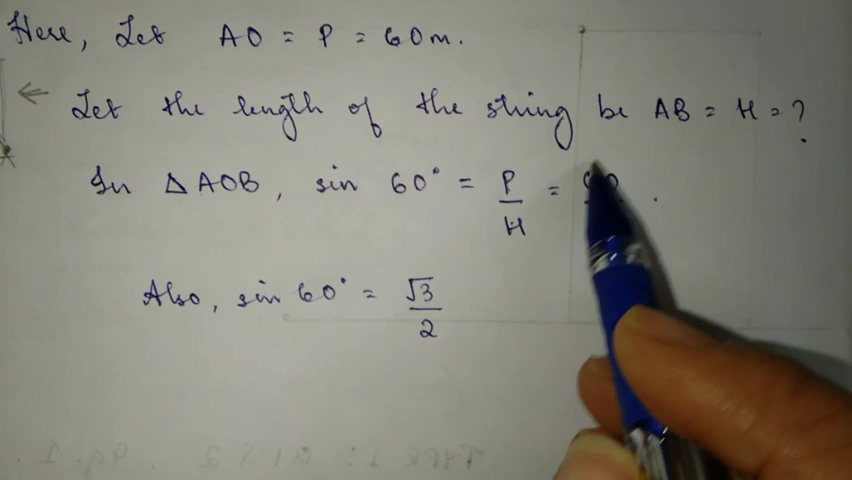 Here, Let AO = P = 60m.
Let the length of the string be AB = H = ?
In △AOB, sin 60° = P/H =
Also, sin 60° = √3/2